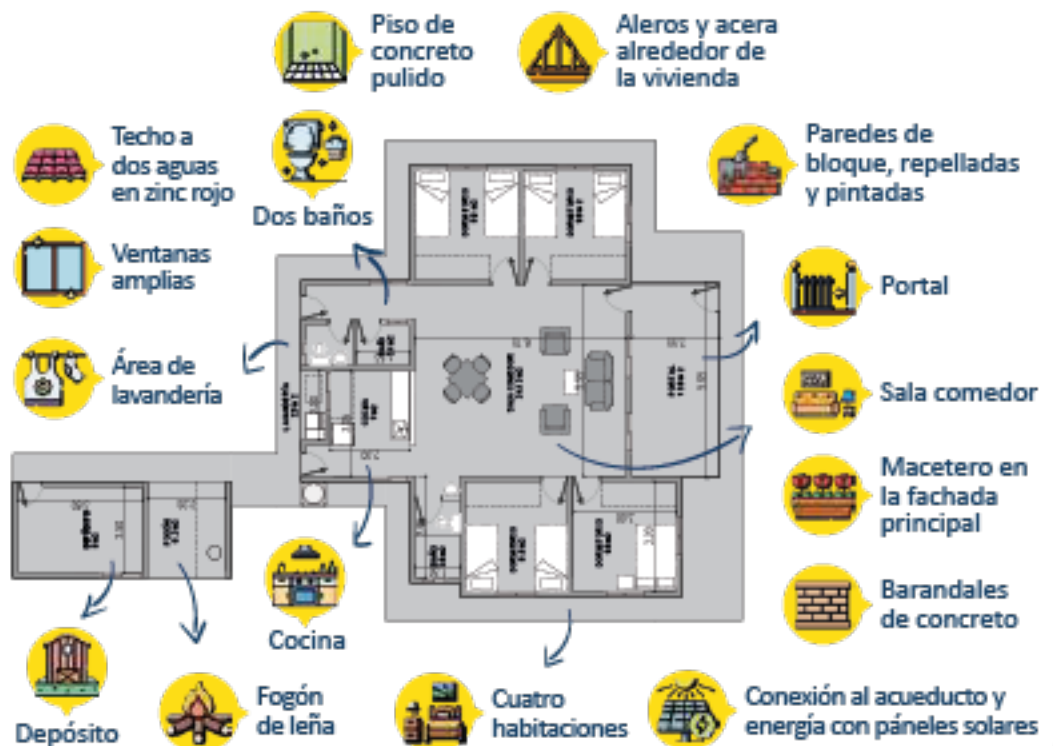 Piso de
concreto
pulido
Aleros y acera
alrededor de
la vivienda
Techo a
dos aguas
en zinc rojo
Dos baños
Paredes de
bloque, repelladas
y pintadas
Ventanas
amplias
Portal
Área de
lavandería
Sala comedor
Macetero en
la fachada
principal
Cocina
Barandales
de concreto
Depósito
Fogón
de leña
Cuatro
habitaciones
Conexión al acueducto y
energía con páneles solares